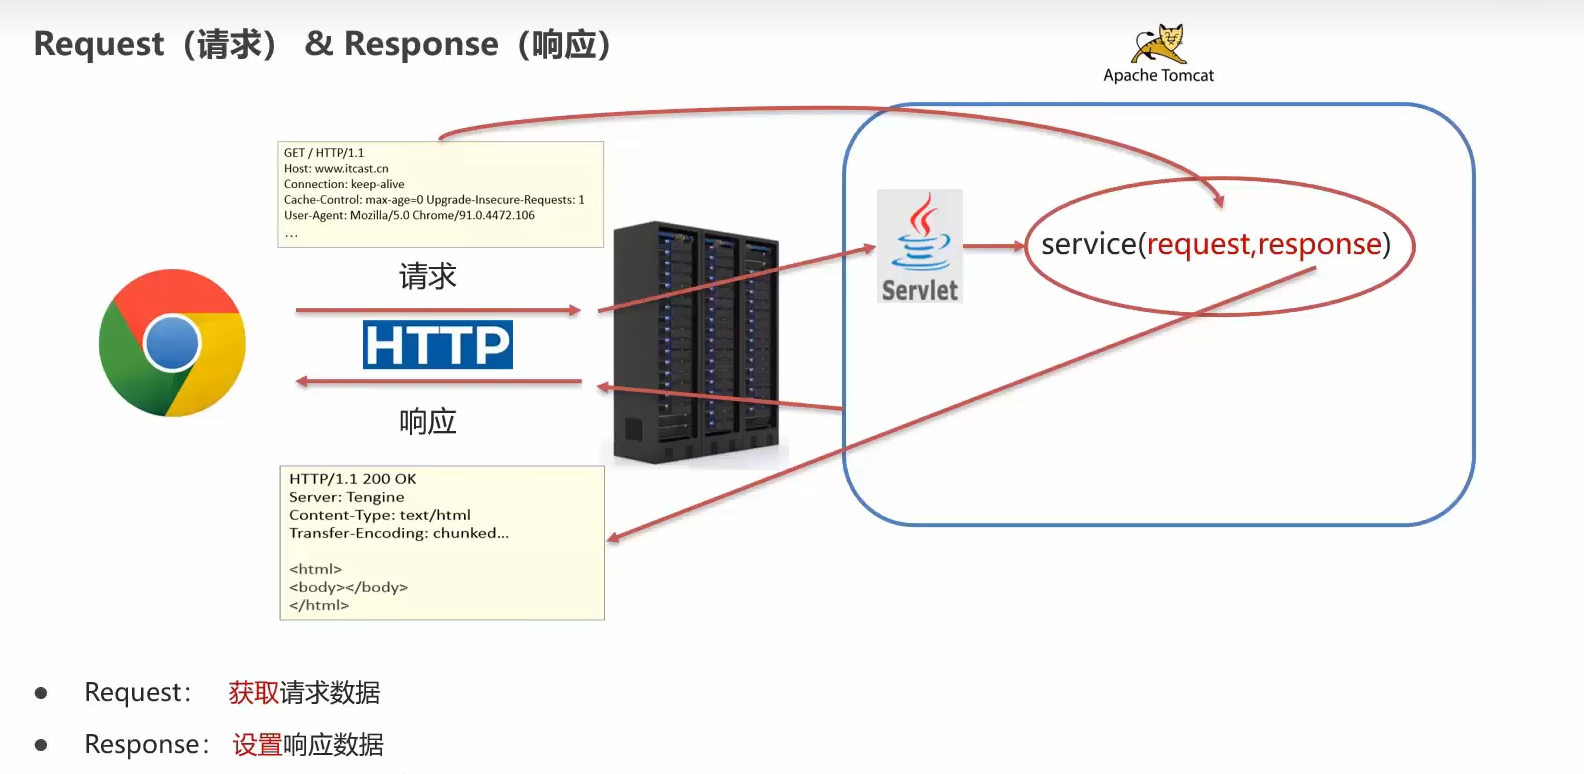 Request（请求） & Response（响应）
Apache Tomcat
GET / HTTP/1.1
Host: www.itcast.cn
Connection: keep-alive
Cache-Control: max-age=0 Upgrade-Insecure-Requests: 1
User-Agent: Mozilla/5.0 Chrome/91.0.4472.106
…
请求
HTTP
响应
Servlet
service(request,response)
HTTP/1.1 200 OK
Server: Tengine
Content-Type: text/html
Transfer-Encoding: chunked...
<html>
<body></body>
</html>
● Request： 获取请求数据
● Response： 设置响应数据